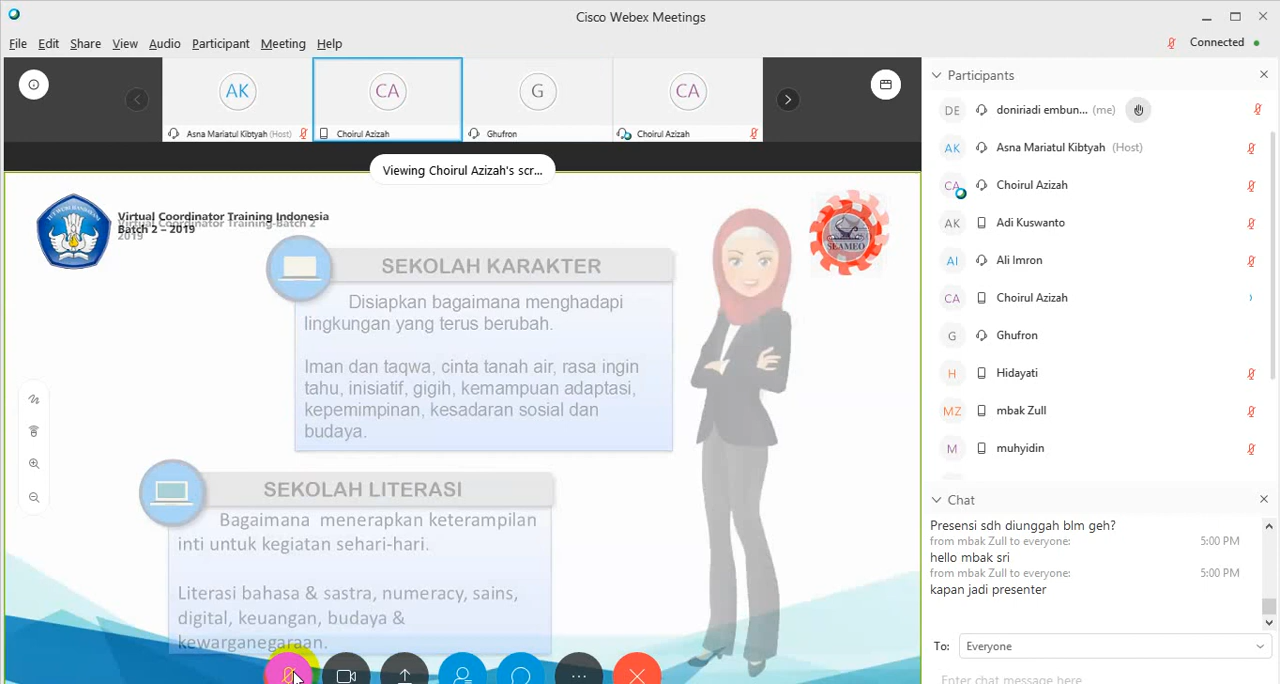 Cisco Webex Meetings
File Edit Share View Audio Participant Meeting Help
Connected
AK
CA
G
CA
Asna Mariatul Kibtyah (Host)
Choirul Azizah
Ghufron
Choirul Azizah
Viewing Choirul Azizah's scr...
Virtual Coordinator Training Indonesia
Virtual Coordinator Training-Batch 2
Batch 2 – 2019
2019
SEAMEO
SEKOLAH KARAKTER
Disiapkan bagaimana menghadapi
lingkungan yang terus berubah.
Iman dan taqwa, cinta tanah air, rasa ingin
tahu, inisiatif, gigih, kemampuan adaptasi,
kepemimpinan, kesadaran sosial dan
budaya.
SEKOLAH LITERASI
Bagaimana menerapkan keterampilan
inti untuk kegiatan sehari-hari.
Literasi bahasa & sastra, numeracy, sains,
digital, keuangan, budaya &
kewarganegaraan.
Participants
DE doniriadi embun... (me)
AK Asna Mariatul Kibtyah (Host)
CA Choirul Azizah
AK Adi Kuswanto
AI Ali Imron
CA Choirul Azizah
G Ghufron
H Hidayati
MZ mbak Zull
M muhyidin
Chat
Presensi sdh diunggah blm geh?
from mbak Zull to everyone: 5:00 PM
hello mbak sri
from mbak Zull to everyone: 5:00 PM
kapan jadi presenter
To: Everyone
Enter chat message here